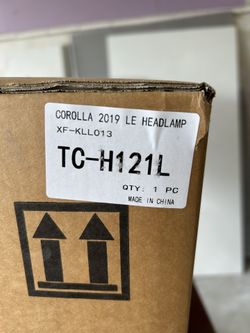 COROLLA 2019 LE HEADLAMP
XF-KLL013
TC-H121L
QTY: 1 PC
MADE IN CHINA